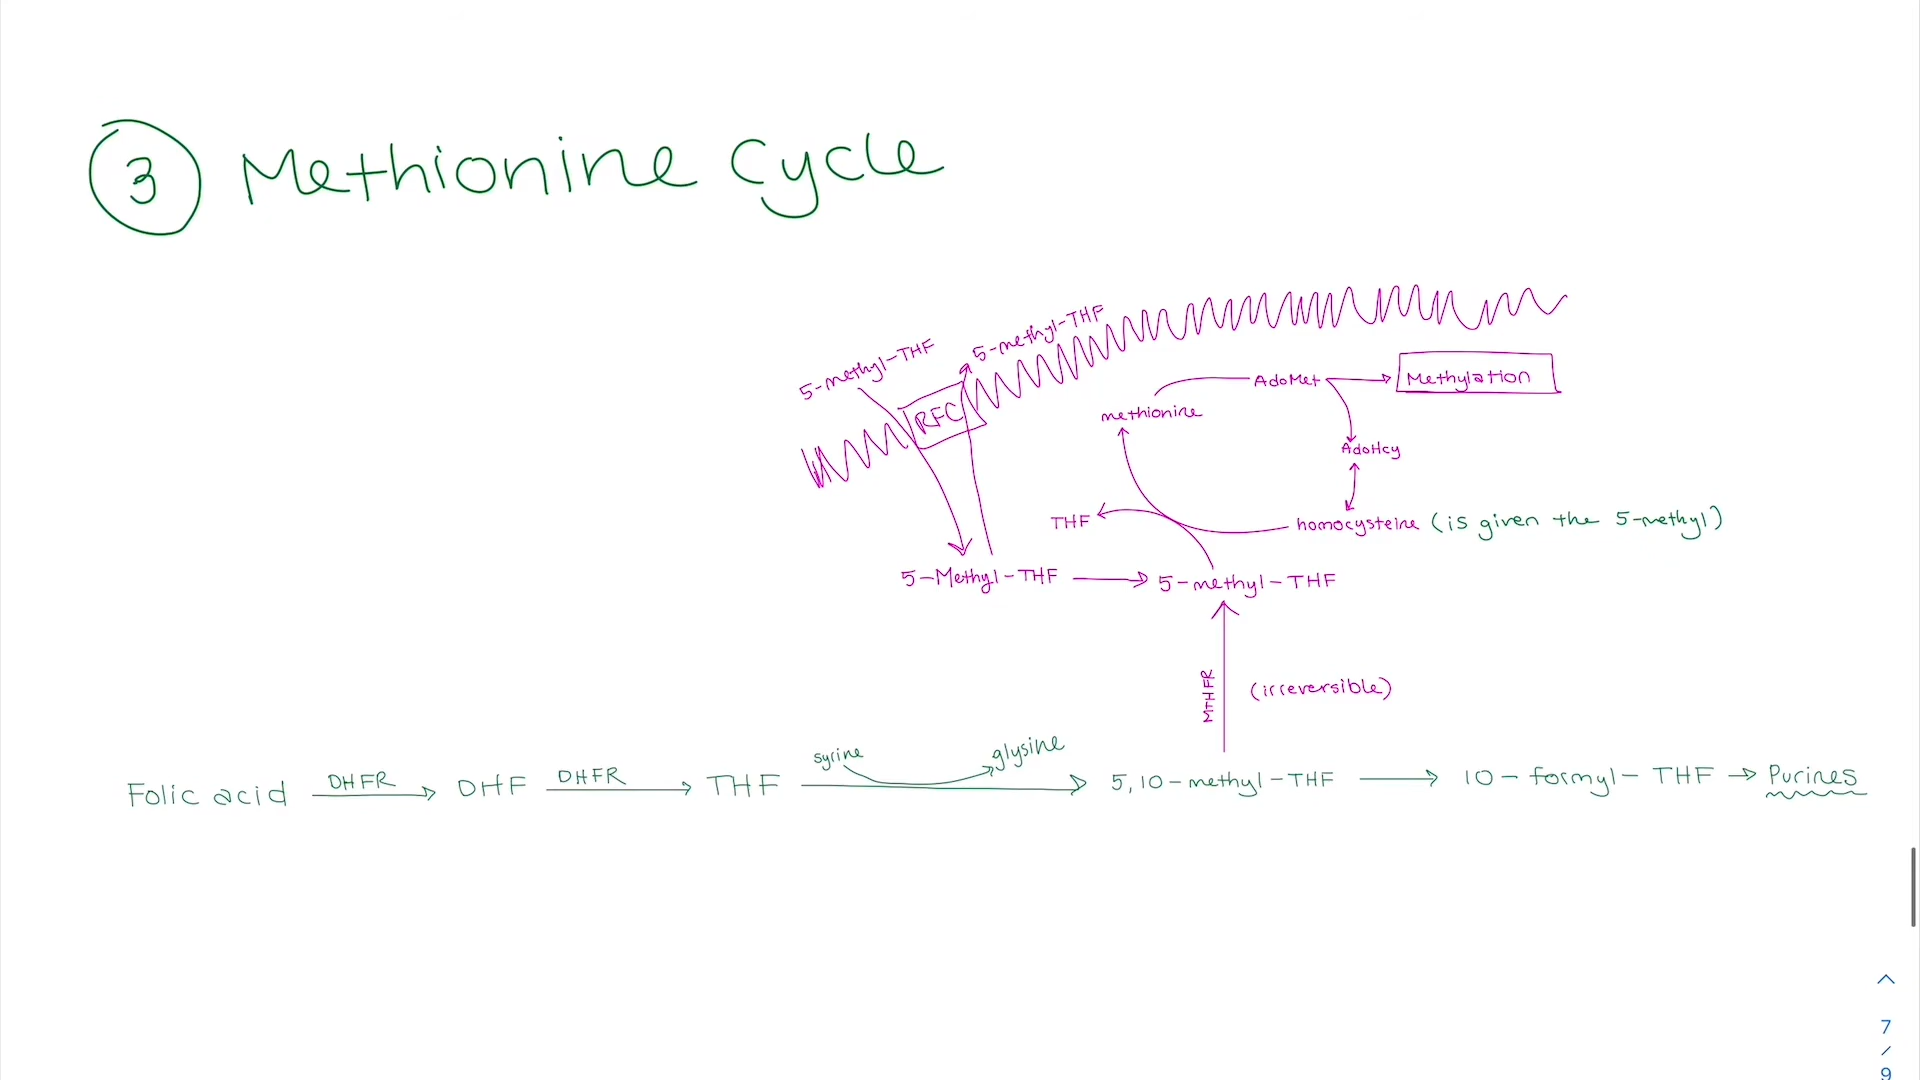 3 Methionine Cycle
5-methyl-THF
5-methyl-THF
RFC
AdoMet
Methylation
methionine
AdoHcy
THF
homocysteine (is given the 5-methyl)
5-Methyl-THF
5-methyl-THF
MTHFR
(irreversible)
syrine
glysine
Folic acid DHFR DHF DHFR THF 5,10-methyl-THF 10-formyl-THF Purines
7
/
9